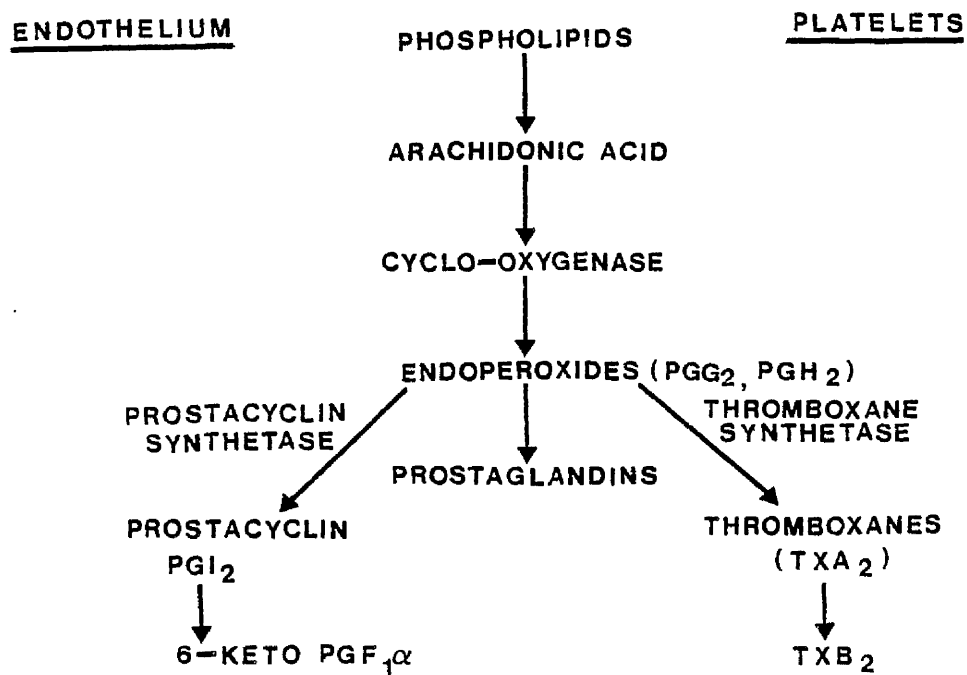 ENDOTHELIUM
PLATELETS
PHOSPHOLIPIDS
ARACHIDONIC ACID
CYCLO-OXYGENASE
ENDOPEROXIDES (PGG₂, PGH₂)
PROSTACYCLIN
SYNTHETASE
THROMBOXANE
SYNTHETASE
PROSTAGLANDINS
PROSTACYCLIN
PGI₂
THROMBOXANES
(TXA₂)
6-KETO PGF₁α
TXB₂